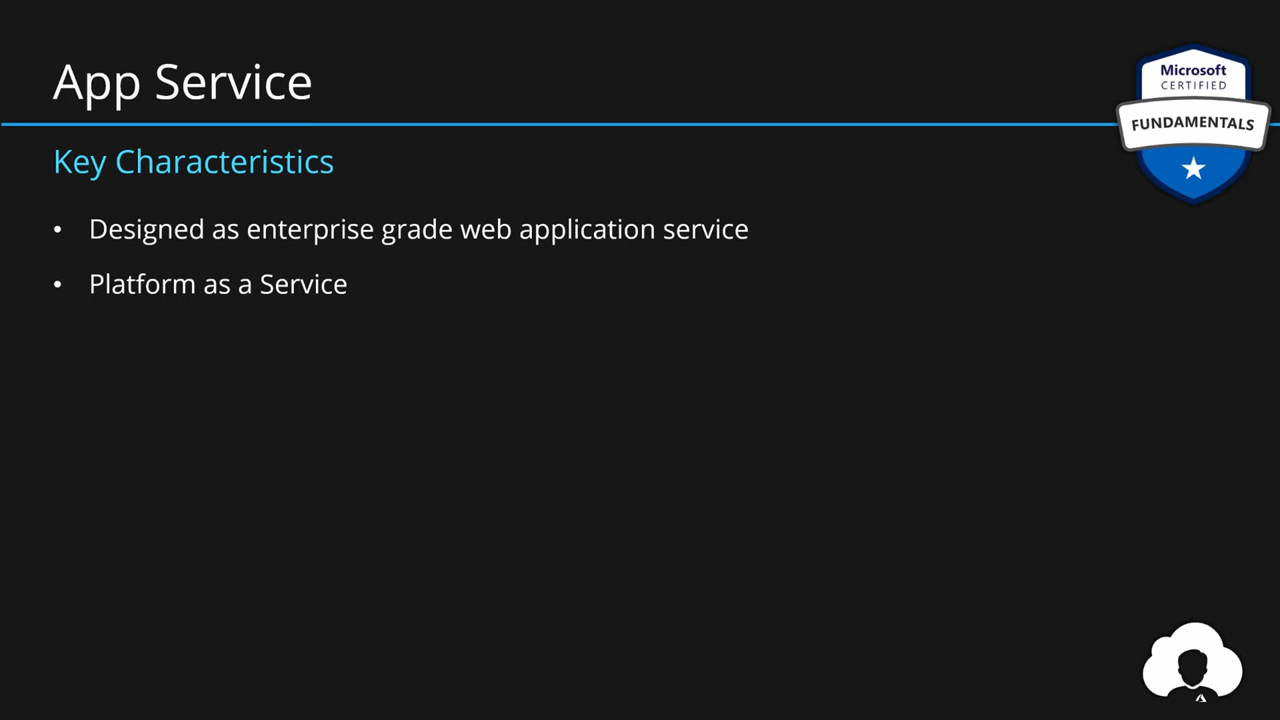 App Service
Microsoft
CERTIFIED
FUNDAMENTALS
Key Characteristics
• Designed as enterprise grade web application service
• Platform as a Service